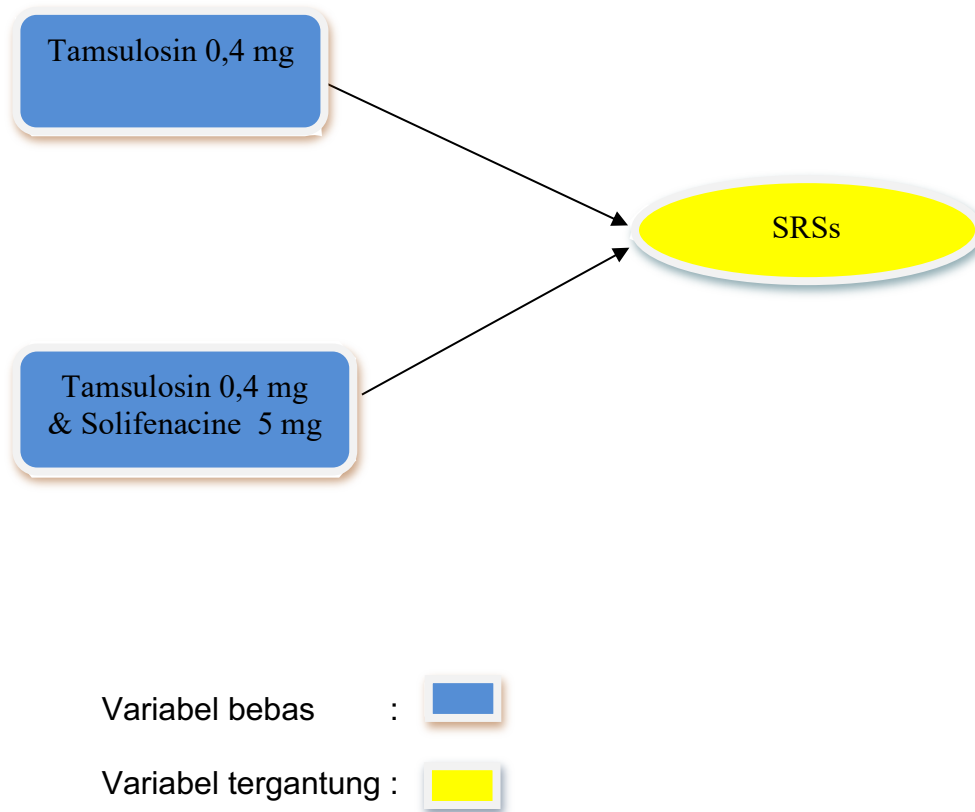 Tamsulosin 0,4 mg
SRSs
Tamsulosin 0,4 mg
& Solifenacine 5 mg
Variabel bebas :
Variabel tergantung :